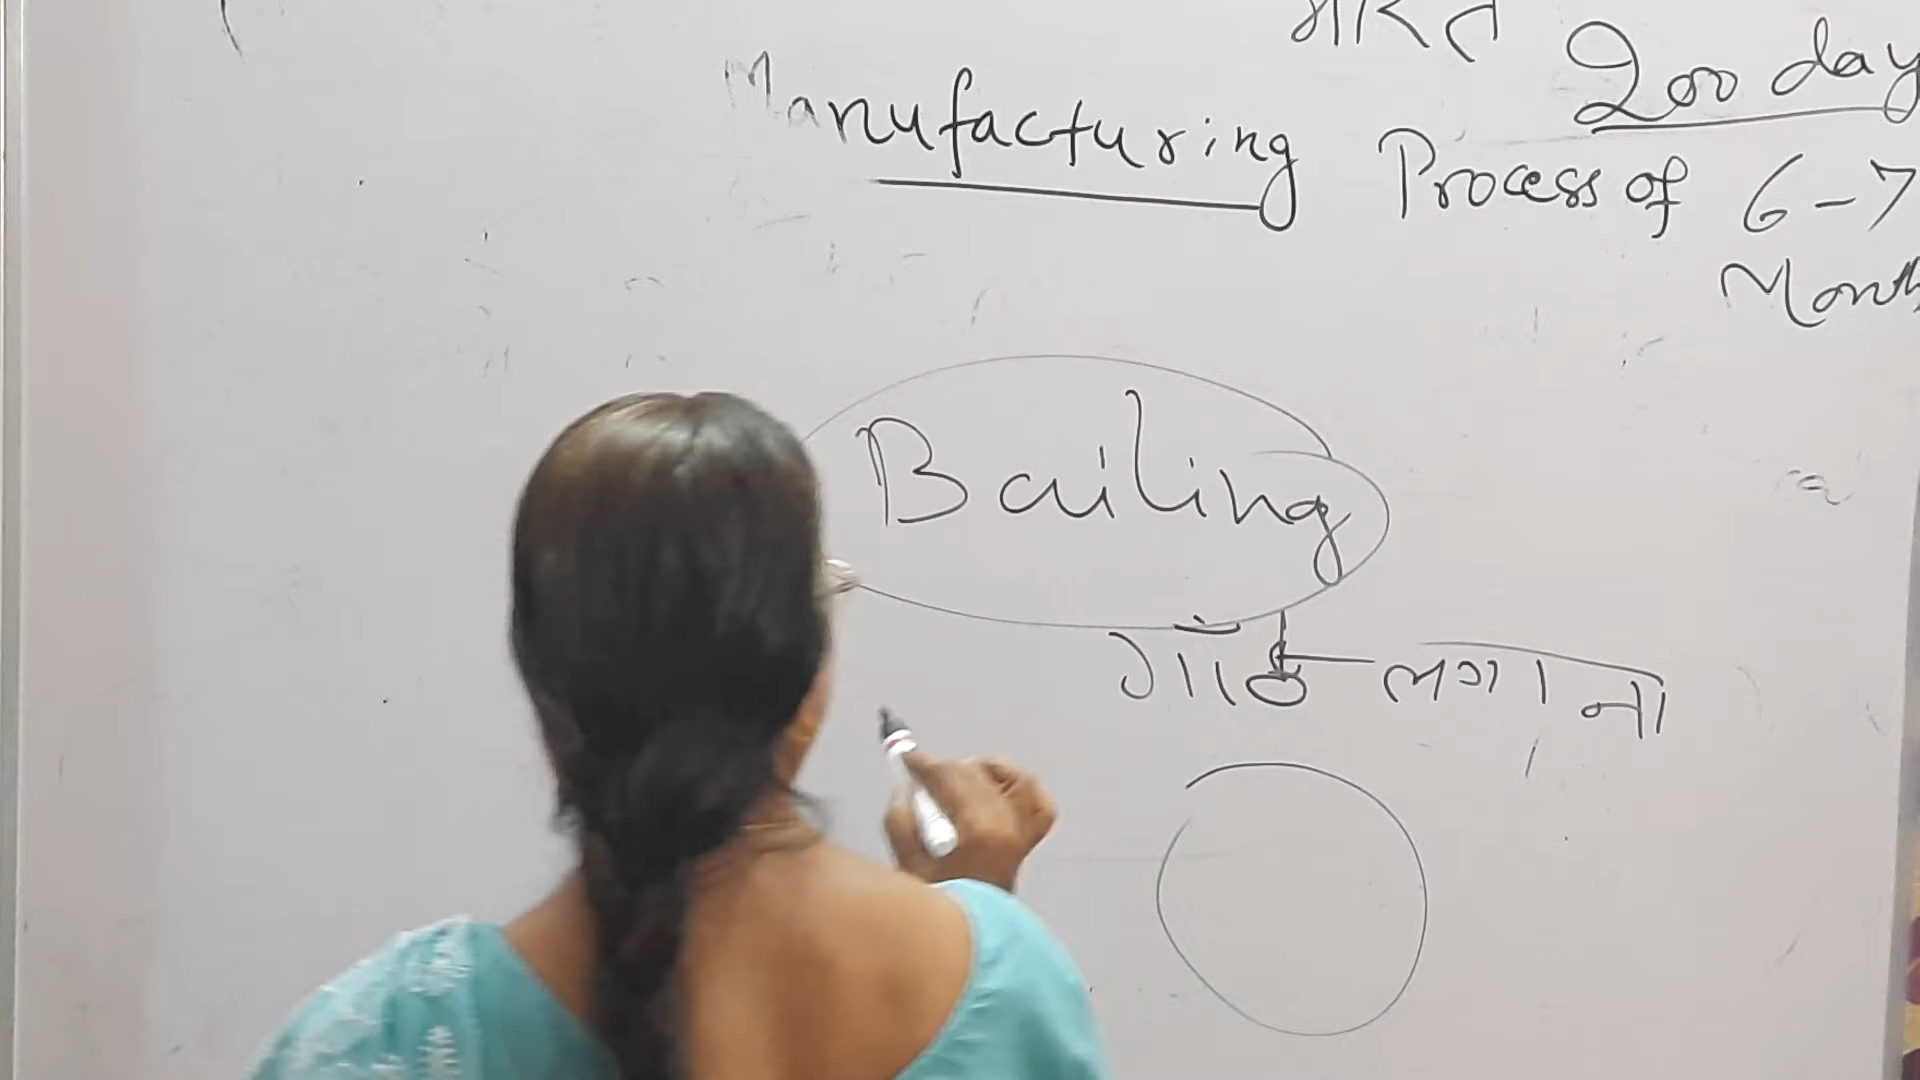 भारत
200 day
Manufacturing Process of 6-7
Month
Bailing
गाँठ लगाना